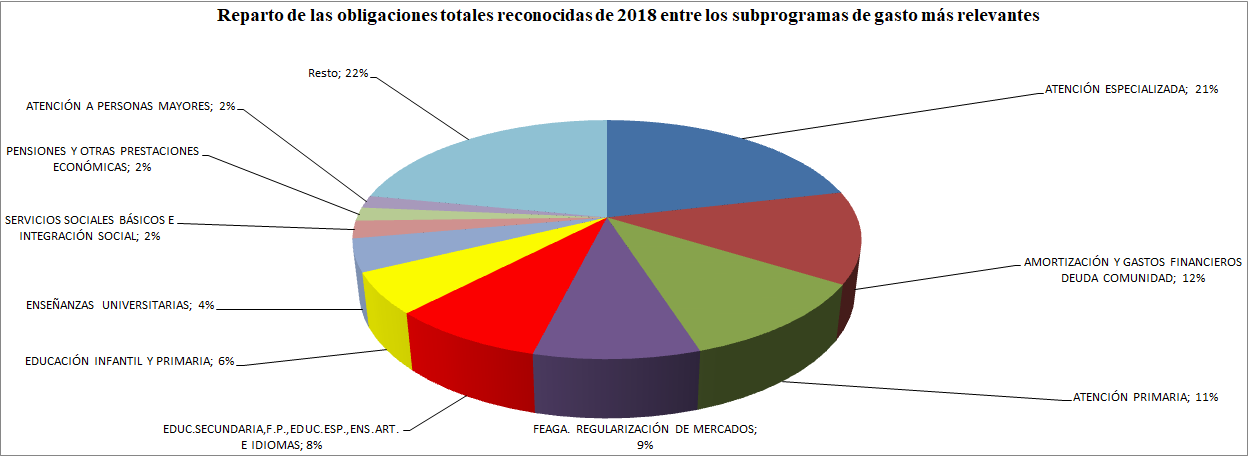 Reparto de las obligaciones totales reconocidas de 2018 entre los subprogramas de gasto más relevantes
Resto; 22%
ATENCIÓN ESPECIALIZADA; 21%
ATENCIÓN A PERSONAS MAYORES; 2%
PENSIONES Y OTRAS PRESTACIONES
ECONÓMICAS; 2%
SERVICIOS SOCIALES BÁSICOS E
INTEGRACIÓN SOCIAL; 2%
AMORTIZACIÓN Y GASTOS FINANCIEROS
DEUDA COMUNIDAD; 12%
ENSEÑANZAS UNIVERSITARIAS; 4%
EDUCACIÓN INFANTIL Y PRIMARIA; 6%
ATENCIÓN PRIMARIA; 11%
EDUC.SECUNDARIA,F.P.,EDUC.ESP.,ENS.ART.
E IDIOMAS; 8%
FEAGA. REGULARIZACIÓN DE MERCADOS;
9%